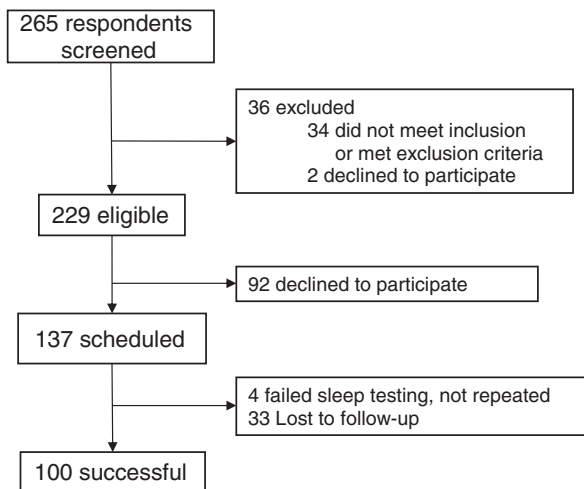 265 respondents
screened
36 excluded
34 did not meet inclusion
or met exclusion criteria
2 declined to participate
229 eligible
92 declined to participate
137 scheduled
4 failed sleep testing, not repeated
33 Lost to follow-up
100 successful